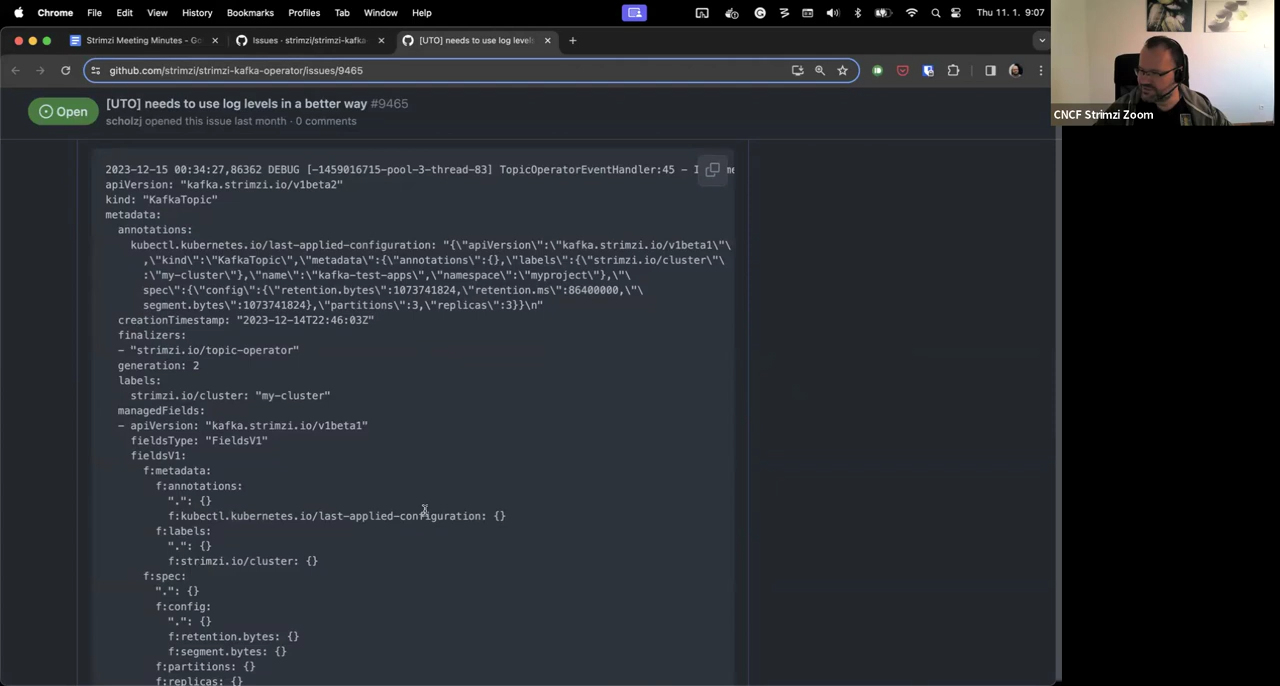 Chrome File Edit View History Bookmarks Profiles Tab Window Help Thu 11. 1. 9:07
Strimzi Meeting Minutes - Go
Issues · strimzi/strimzi-kafka-
[UTO] needs to use log levels
github.com/strimzi/strimzi-kafka-operator/issues/9465
CNCF Strimzi Zoom
Open
[UTO] needs to use log levels in a better way #9465
scholzj opened this issue last month · 0 comments
2023-12-15 00:34:27,86362 DEBUG [-1459016715-pool-3-thread-83] TopicOperatorEventHandler:45 -
apiVersion: "kafka.strimzi.io/v1beta2"
kind: "KafkaTopic"
metadata:
annotations:
kubectl.kubernetes.io/last-applied-configuration: "{\"apiVersion\":\"kafka.strimzi.io/v1beta1\"\
,\"kind\":\"KafkaTopic\",\"metadata\":{\"annotations\":{},\"labels\":{\"strimzi.io/cluster\"\
:\"my-cluster\"},\"name\":\"kafka-test-apps\",\"namespace\":\"myproject\"},\"\
spec\":{\"config\":{\"retention.bytes\":1073741824,\"retention.ms\":86400000,\"\
segment.bytes\":1073741824},\"partitions\":3,\"replicas\":3}}\n"
creationTimestamp: "2023-12-14T22:46:03Z"
finalizers:
- "strimzi.io/topic-operator"
generation: 2
labels:
strimzi.io/cluster: "my-cluster"
managedFields:
- apiVersion: "kafka.strimzi.io/v1beta1"
fieldsType: "FieldsV1"
fieldsV1:
f:metadata:
f:annotations:
".": {}
f:kubectl.kubernetes.io/last-applied-configuration: {}
f:labels:
".": {}
f:strimzi.io/cluster: {}
f:spec:
".": {}
f:config:
".": {}
f:retention.bytes: {}
f:segment.bytes: {}
f:partitions: {}
f:replicas: {}